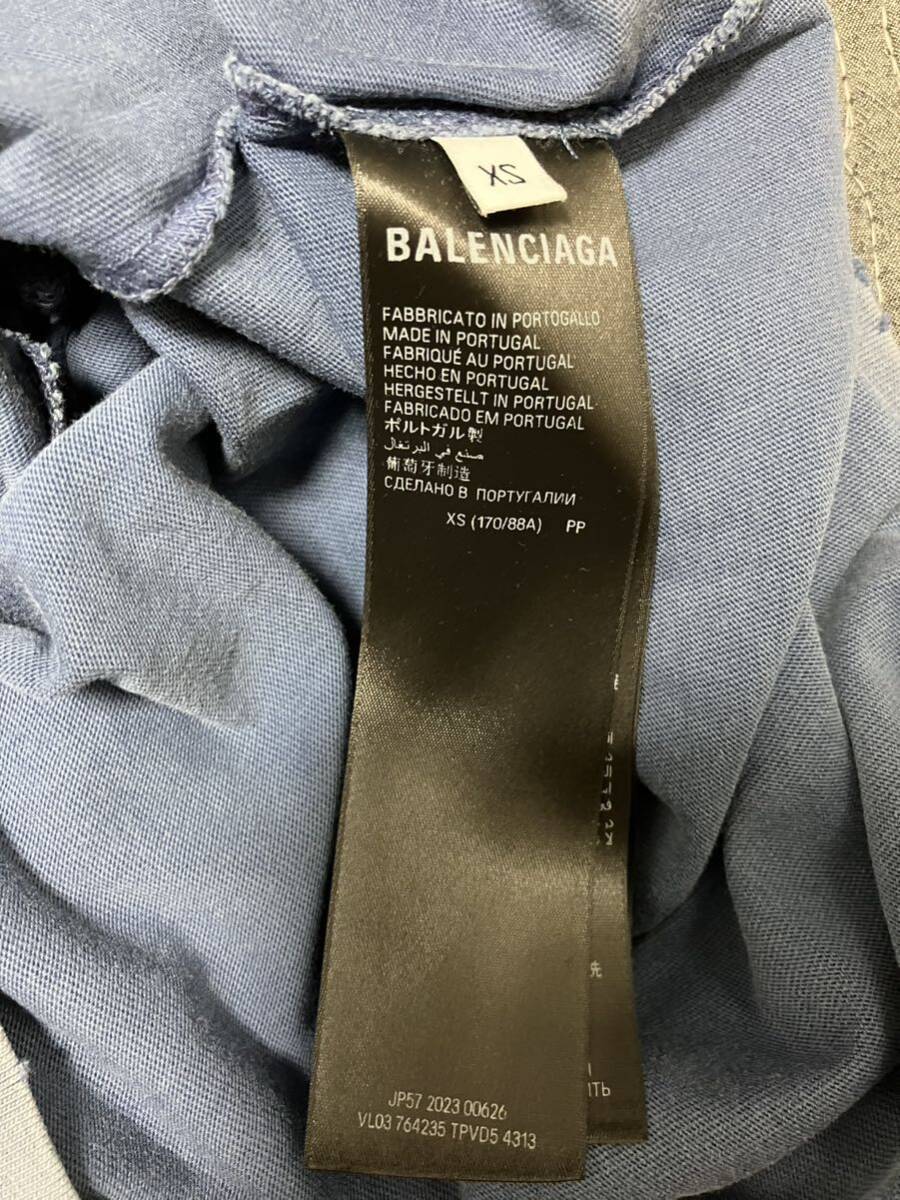 XS
BALENCIAGA
FABBRICATO IN PORTOGALLO
MADE IN PORTUGAL
FABRIQUÉ AU PORTUGAL
HECHO EN PORTUGAL
HERGESTELLT IN PORTUGAL
FABRICADO EM PORTUGAL
ポルトガル製
صنع في البرتغال
葡萄牙制造
СДЕЛАНО В ПОРТУГАЛИИ
XS (170/88A) PP
先
ІТЬ
JP57 2023 00626
VL03 764235 TPVD5 4313